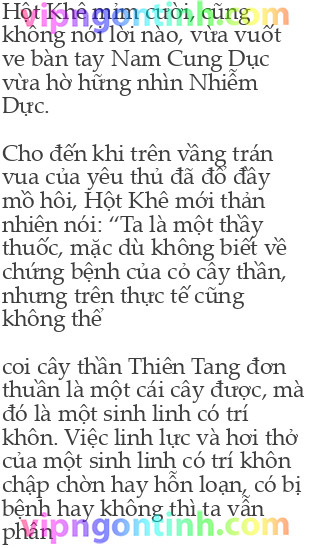 vipngontinh.com
Hột Khê mỉm cười, cũng
không nói lời nào, vừa vuốt
ve bàn tay Nam Cung Dục
vừa hờ hững nhìn Nhiễm
Dực.
Cho đến khi trên vầng trán
vua của yêu thủ đã đổ đầy
mồ hôi, Hột Khê mới thản
nhiên nói: “Ta là một thầy
thuốc, mặc dù không biết về
chứng bệnh của cỏ cây thần,
nhưng trên thực tế cũng
không thể
coi cây thần Thiên Tang đơn
thuần là một cái cây được, mà
đó là một sinh linh có trí
khôn. Việc linh lực và hơi thở
của một sinh linh có trí khôn
chập chờn hay hỗn loạn, có bị
bệnh hay không thì ta vẫn
phán
vipngontinh.com